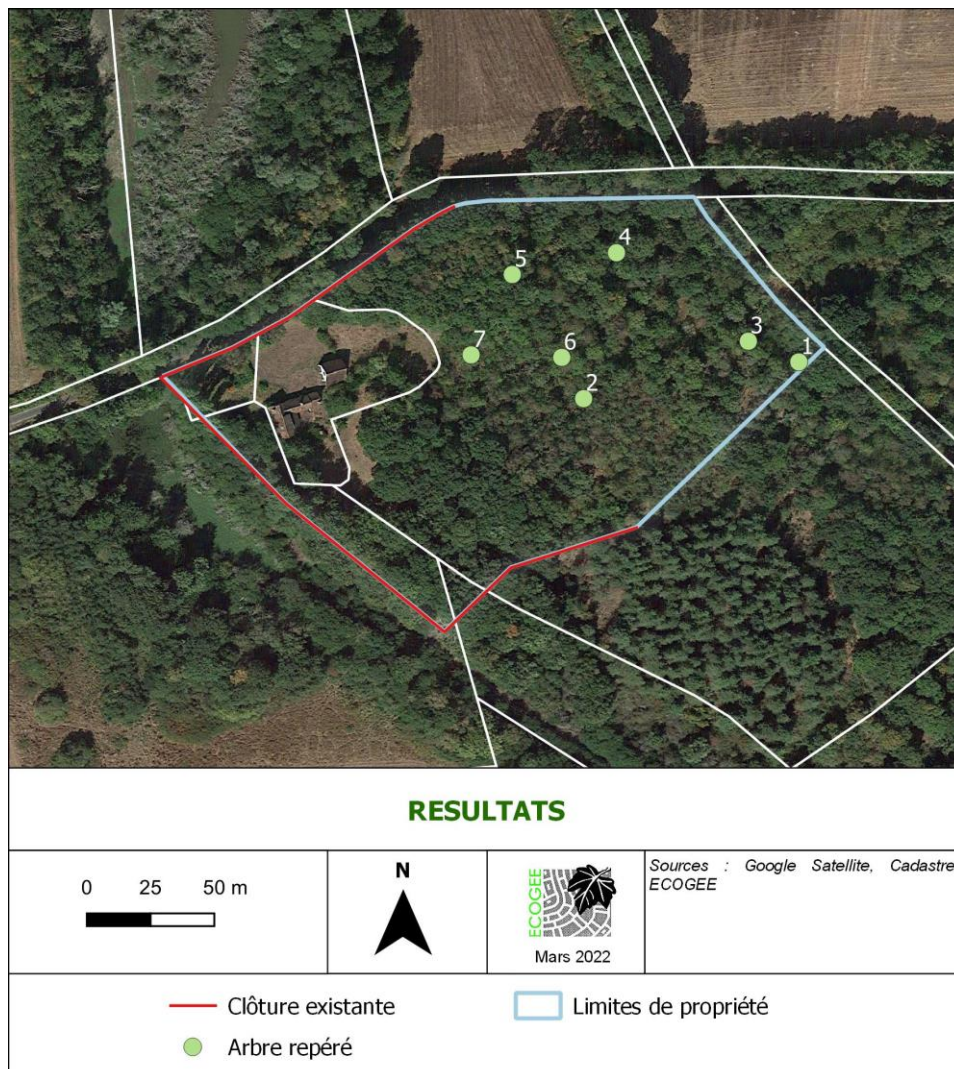 4
5
3
7
6
1
2
RESULTATS
0 25 50 m
N
ECOGEE
Mars 2022
Sources : Google Satellite, Cadastre
ECOGEE
Clôture existante
Limites de propriété
Arbre repéré